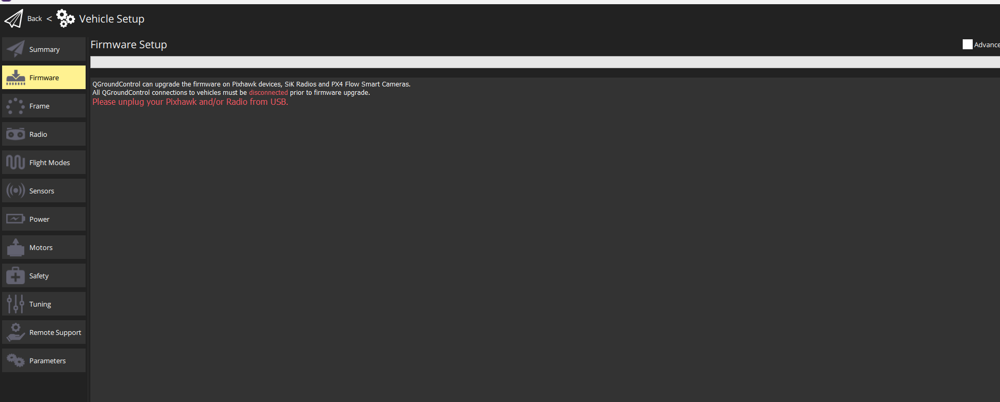 Back < Vehicle Setup
Summary
Firmware
Frame
Radio
Flight Modes
Sensors
Power
Motors
Safety
Tuning
Remote Support
Parameters
Firmware Setup
Advance
QGroundControl can upgrade the firmware on Pixhawk devices, SiK Radios and PX4 Flow Smart Cameras.
All QGroundControl connections to vehicles must be disconnected prior to firmware upgrade.
Please unplug your Pixhawk and/or Radio from USB.